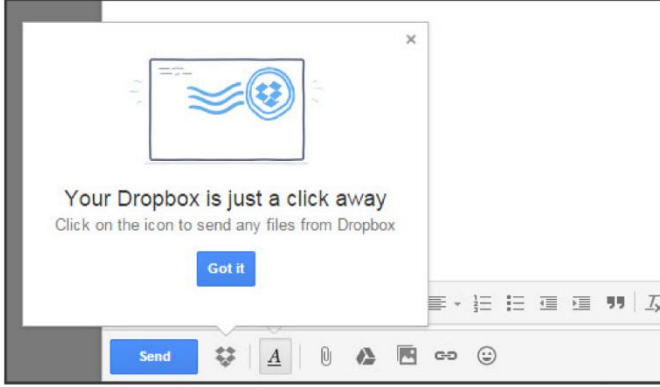 Your Dropbox is just a click away
Click on the icon to send any files from Dropbox
Got it
Send
A